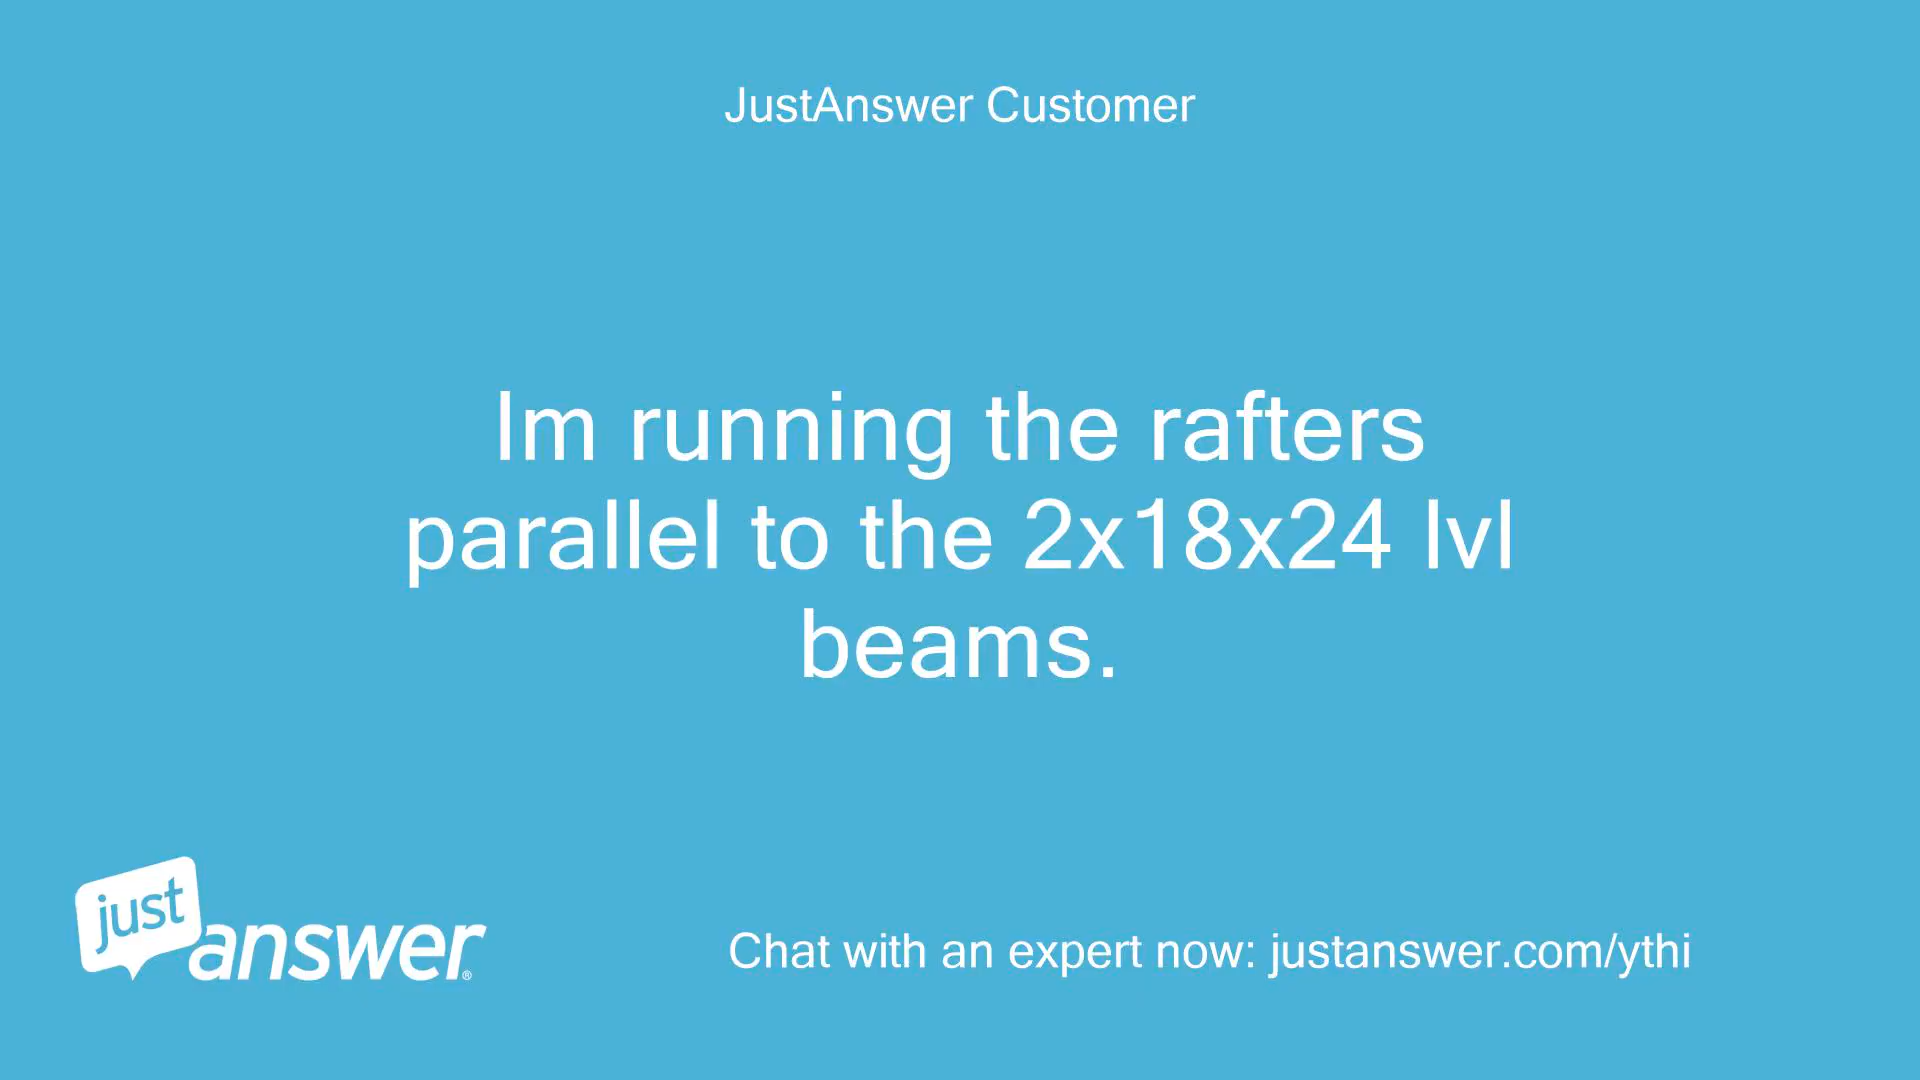 JustAnswer Customer
Im running the rafters
parallel to the 2x18x24 lvl
beams.
just
answer®
Chat with an expert now: justanswer.com/ythi